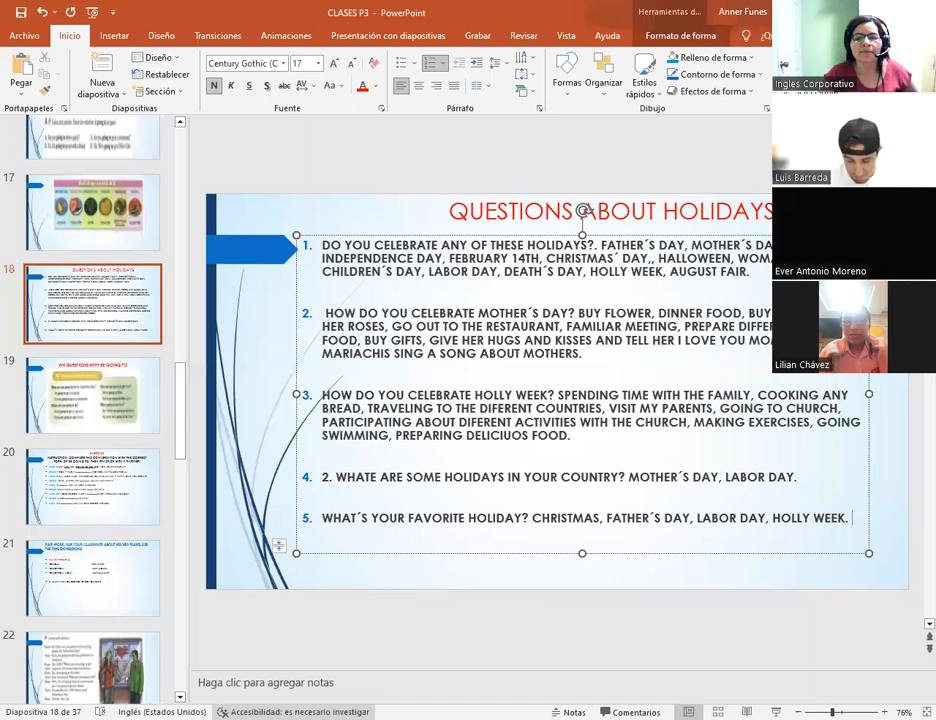 CLASES P3 - PowerPoint
Herramientas d...
Anner Funes
Archivo Inicio Insertar Diseño Transiciones Animaciones Presentación con diapositivas Grabar Revisar Vista Ayuda Formato de forma
Pegar
Portapapeles
Nueva diapositiva
Diseño
Restablecer
Sección
Diapositivas
Century Gothic (C 17
N K S S abc AV Aa A
Fuente
Párrafo
Formas
Organizar
Estilos rápidos
Relleno de forma
Contorno de forma
Efectos de forma
Dibujo
Ingles Corporativo
Luis Barreda
Ever Antonio Moreno
Lilian Chávez
17
18
QUESTIONS ABOUT HOLIDAYS
19
20
21
22
QUESTIONS ABOUT HOLIDAYS
1. DO YOU CELEBRATE ANY OF THESE HOLIDAYS?. FATHER´S DAY, MOTHER´S DA
INDEPENDENCE DAY, FEBRUARY 14TH, CHRISTMAS´ DAY,, HALLOWEEN, WOM
CHILDREN´S DAY, LABOR DAY, DEATH´S DAY, HOLLY WEEK, AUGUST FAIR.
2. HOW DO YOU CELEBRATE MOTHER´S DAY? BUY FLOWER, DINNER FOOD, BUY
HER ROSES, GO OUT TO THE RESTAURANT, FAMILIAR MEETING, PREPARE DIFFE
FOOD, BUY GIFTS, GIVE HER HUGS AND KISSES AND TELL HER I LOVE YOU MO
MARIACHIS SING A SONG ABOUT MOTHERS.
3. HOW DO YOU CELEBRATE HOLY WEEK? SPENDING TIME WITH THE FAMILY, COOKING ANY
BREAD, TRAVELING TO THE DIFERENT COUNTRIES, VISIT MY PARENTS, GOING TO CHURCH,
PARTICIPATING ABOUT DIFERENT ACTIVITIES WITH THE CHURCH, MAKING EXERCISES, GOING
SWIMMING, PREPARING DELICIUOS FOOD.
4. 2. WHATE ARE SOME HOLIDAYS IN YOUR COUNTRY? MOTHER´S DAY, LABOR DAY.
5. WHAT´S YOUR FAVORITE HOLIDAY? CHRISTMAS, FATHER´S DAY, LABOR DAY, HOLLY WEEK.
Haga clic para agregar notas
Diapositiva 18 de 37 Inglés (Estados Unidos) Accesibilidad: es necesario investigar Notas Comentarios 76%